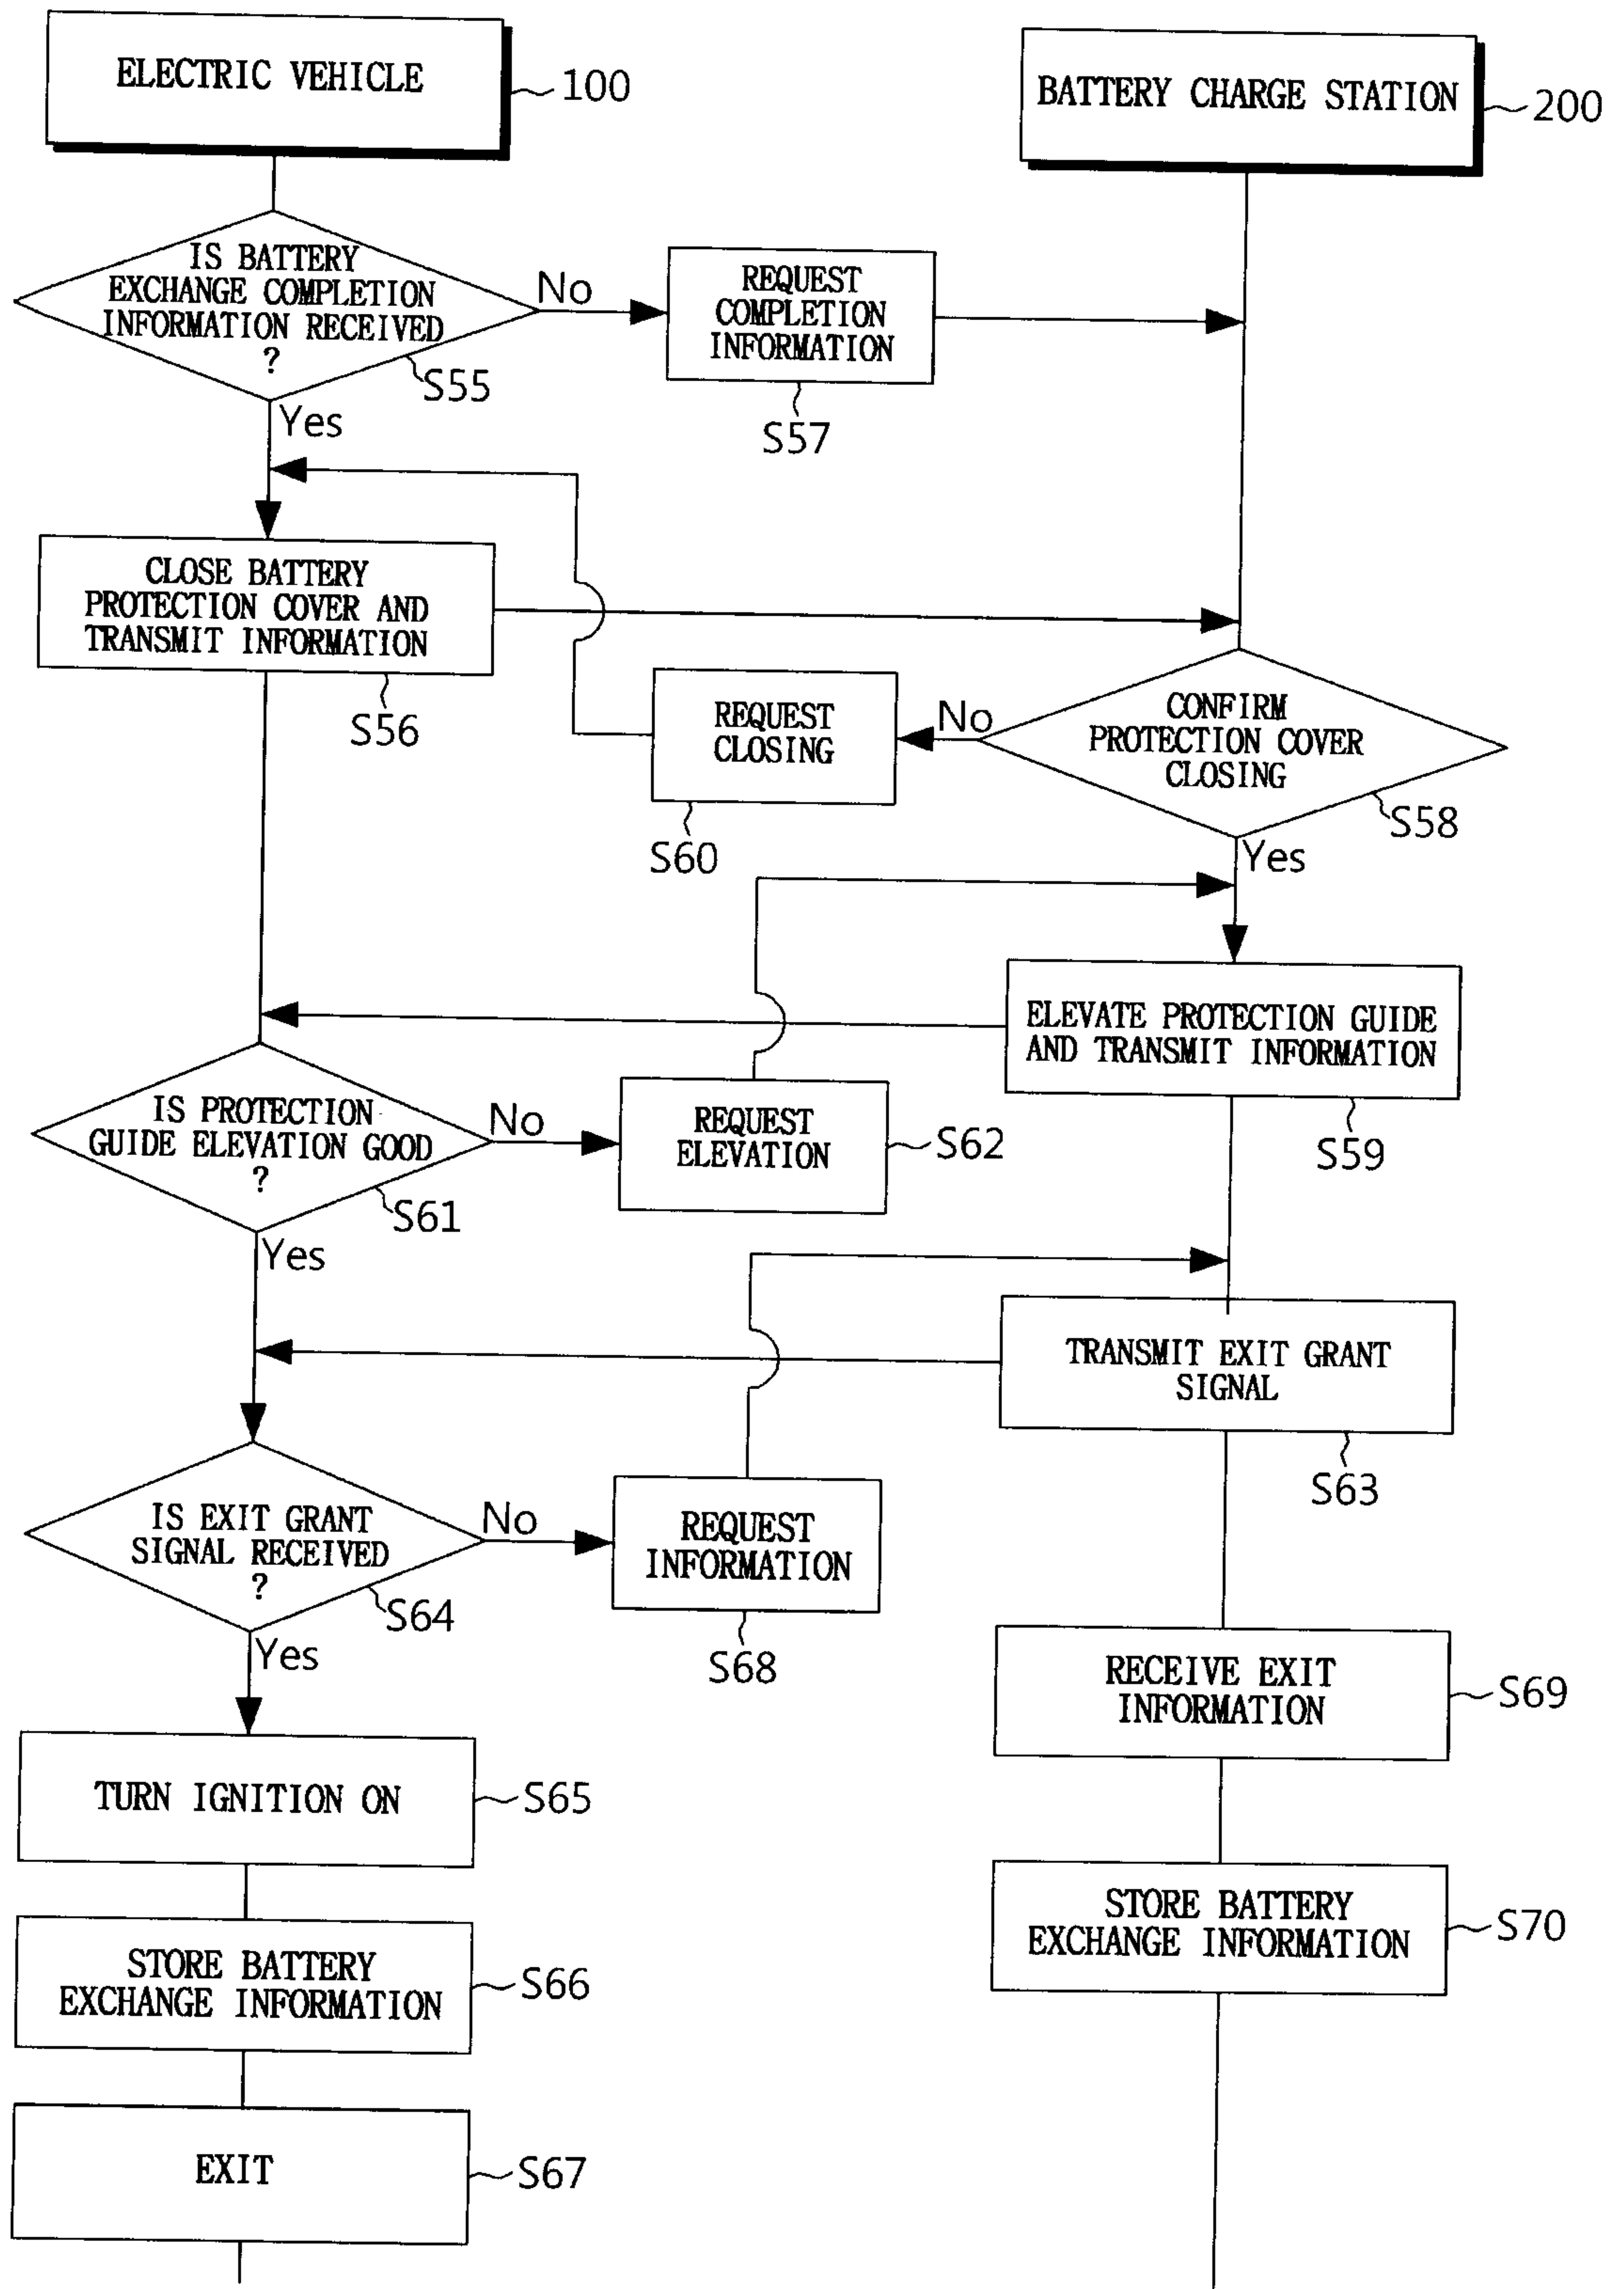 ELECTRIC VEHICLE
100
BATTERY CHARGE STATION
200
IS BATTERY
EXCHANGE COMPLETION
INFORMATION RECEIVED
?
S55
No
Yes
REQUEST
COMPLETION
INFORMATION
S57
CLOSE BATTERY
PROTECTION COVER AND
TRANSMIT INFORMATION
S56
REQUEST
CLOSING
S60
No
CONFIRM
PROTECTION COVER
CLOSING
S58
Yes
ELEVATE PROTECTION GUIDE
AND TRANSMIT INFORMATION
S59
IS PROTECTION
GUIDE ELEVATION GOOD
?
S61
No
Yes
REQUEST
ELEVATION
S62
TRANSMIT EXIT GRANT
SIGNAL
S63
IS EXIT GRANT
SIGNAL RECEIVED
?
S64
No
Yes
REQUEST
INFORMATION
S68
RECEIVE EXIT
INFORMATION
S69
TURN IGNITION ON
S65
STORE BATTERY
EXCHANGE INFORMATION
S70
STORE BATTERY
EXCHANGE INFORMATION
S66
EXIT
S67